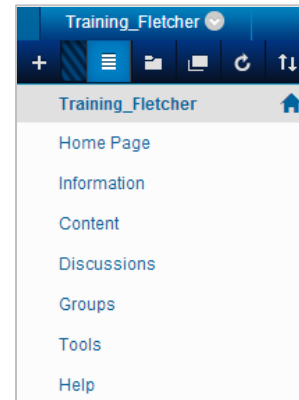 Training_Fletcher
Training_Fletcher
Home Page
Information
Content
Discussions
Groups
Tools
Help